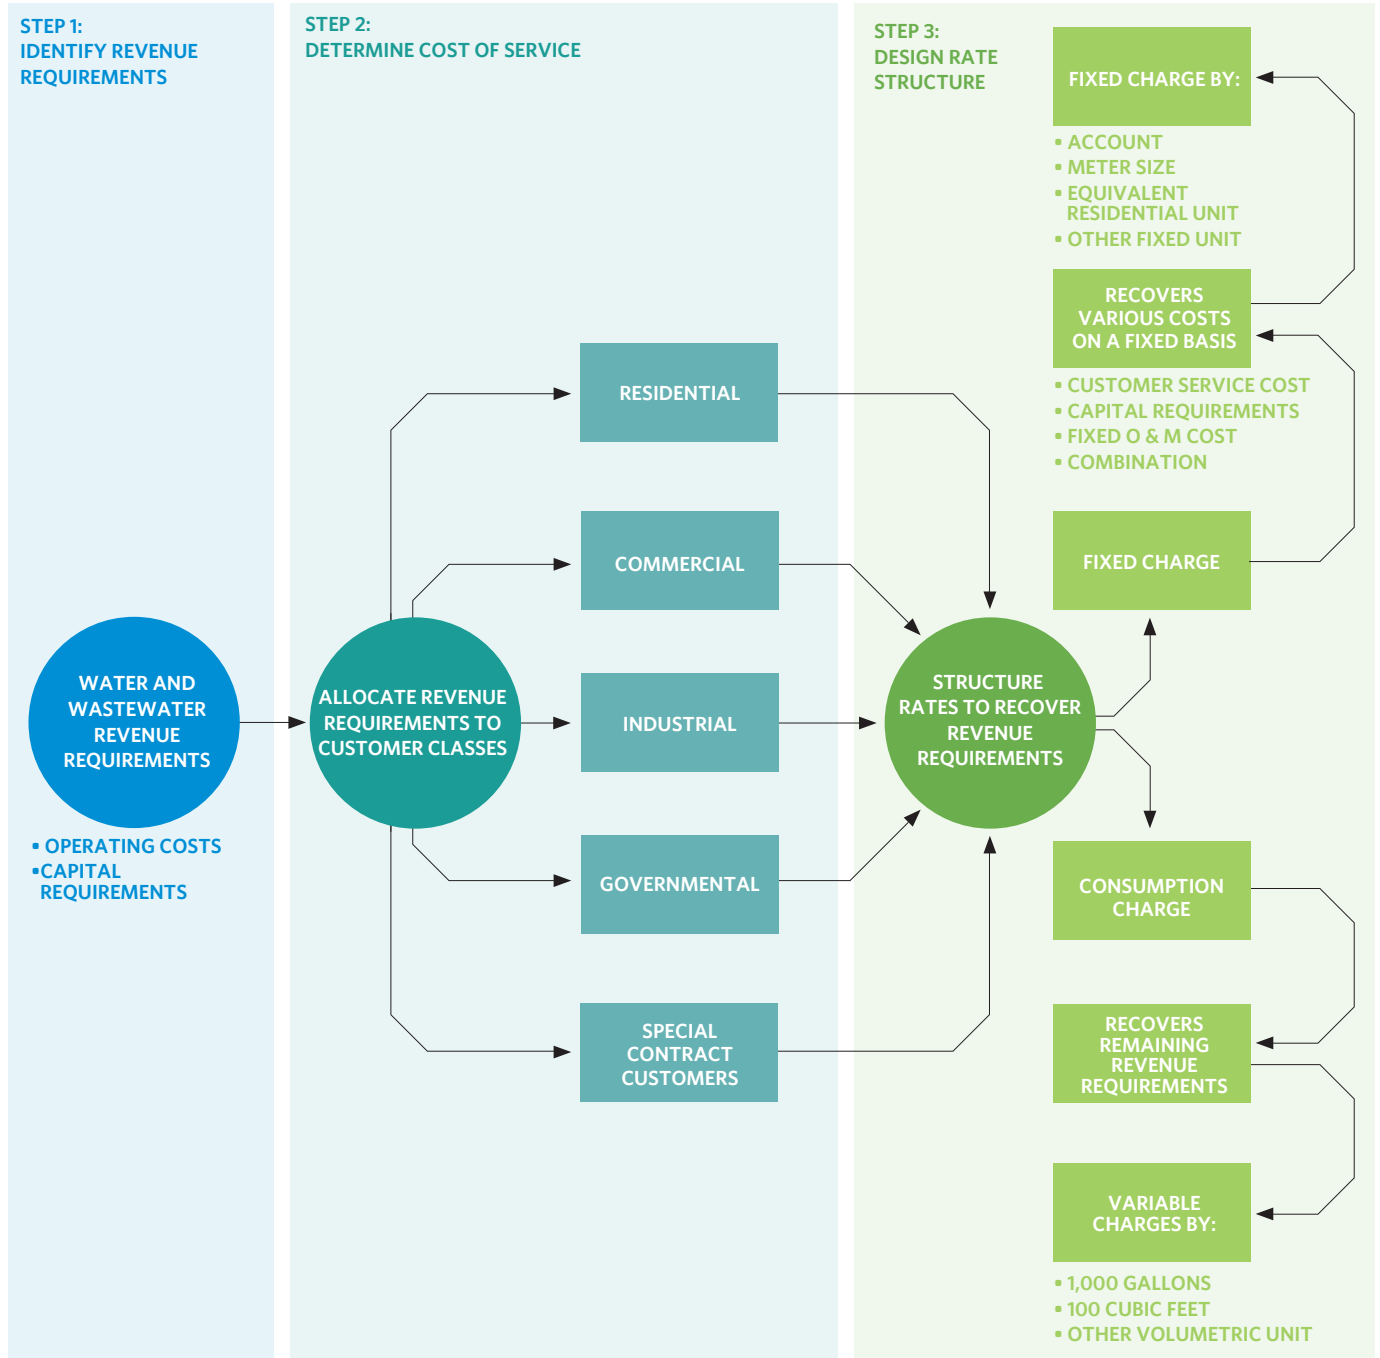 STEP 1:
IDENTIFY REVENUE
REQUIREMENTS
WATER AND
WASTEWATER
REVENUE
REQUIREMENTS
• OPERATING COSTS
• CAPITAL
REQUIREMENTS
STEP 2:
DETERMINE COST OF SERVICE
ALLOCATE REVENUE
REQUIREMENTS TO
CUSTOMER CLASSES
RESIDENTIAL
COMMERCIAL
INDUSTRIAL
GOVERNMENTAL
SPECIAL
CONTRACT
CUSTOMERS
STEP 3:
DESIGN RATE
STRUCTURE
STRUCTURE
RATES TO RECOVER
REVENUE
REQUIREMENTS
FIXED CHARGE BY:
• ACCOUNT
• METER SIZE
• EQUIVALENT
RESIDENTIAL UNIT
• OTHER FIXED UNIT
RECOVERS
VARIOUS COSTS
ON A FIXED BASIS
• CUSTOMER SERVICE COST
• CAPITAL REQUIREMENTS
• FIXED O & M COST
• COMBINATION
FIXED CHARGE
CONSUMPTION
CHARGE
RECOVERS
REMAINING
REVENUE
REQUIREMENTS
VARIABLE
CHARGES BY:
• 1,000 GALLONS
• 100 CUBIC FEET
• OTHER VOLUMETRIC UNIT